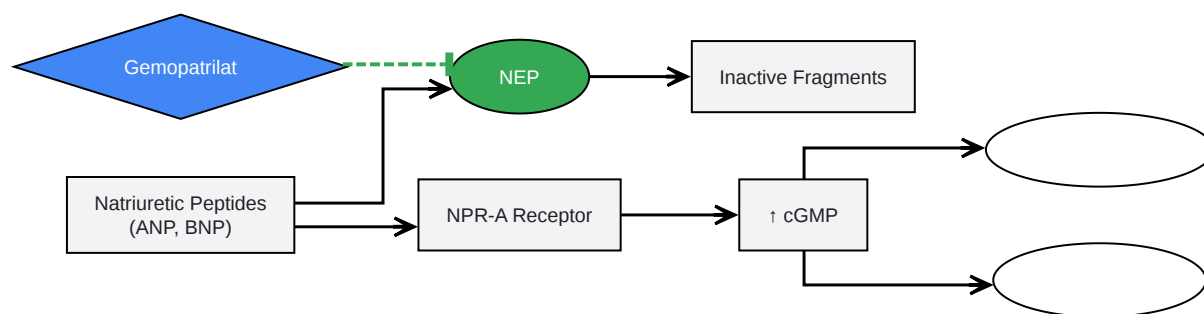 Gemopatrilat
NEP
Inactive Fragments
Natriuretic Peptides
(ANP, BNP)
NPR-A Receptor
↑ cGMP